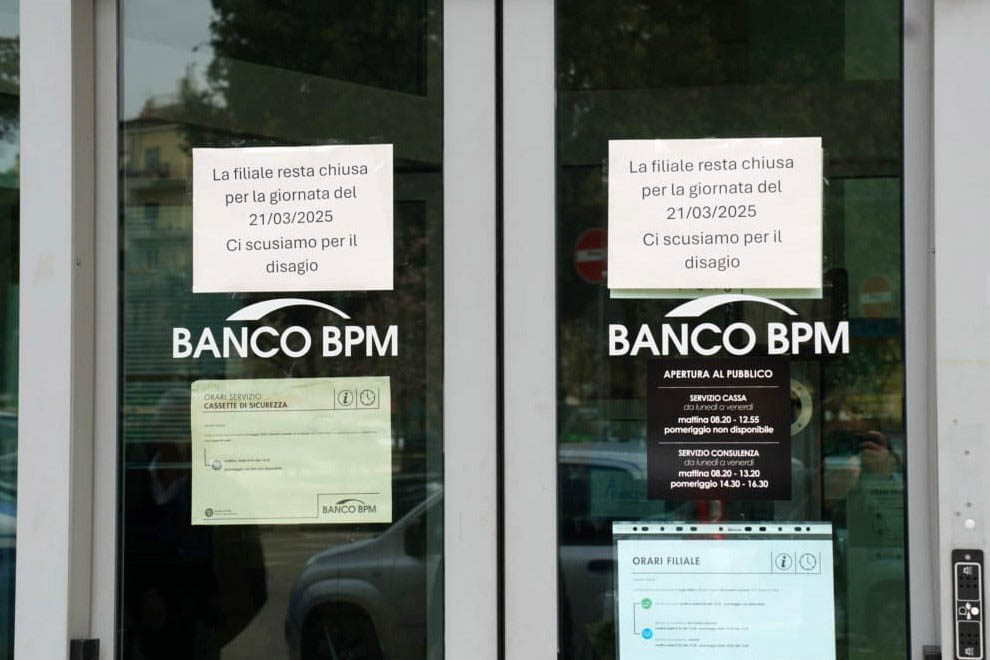 La filiale resta chiusa
per la giornata del
21/03/2025
Ci scusiamo per il
disagio
BANCO BPM
ORARI SERVIZIO
CASSETTE DI SICUREZZA
BANCO BPM
La filiale resta chiusa
per la giornata del
21/03/2025
Ci scusiamo per il
disagio
BANCO BPM
APERTURA AL PUBBLICO
SERVIZIO CASSA
da lunedì a venerdì
mattina 08.20 - 12.55
pomeriggio non disponibile
SERVIZIO CONSULENZA
da lunedì a venerdì
mattina 08.20 - 13.20
pomeriggio 14.30 - 16.30
ORARI FILIALE